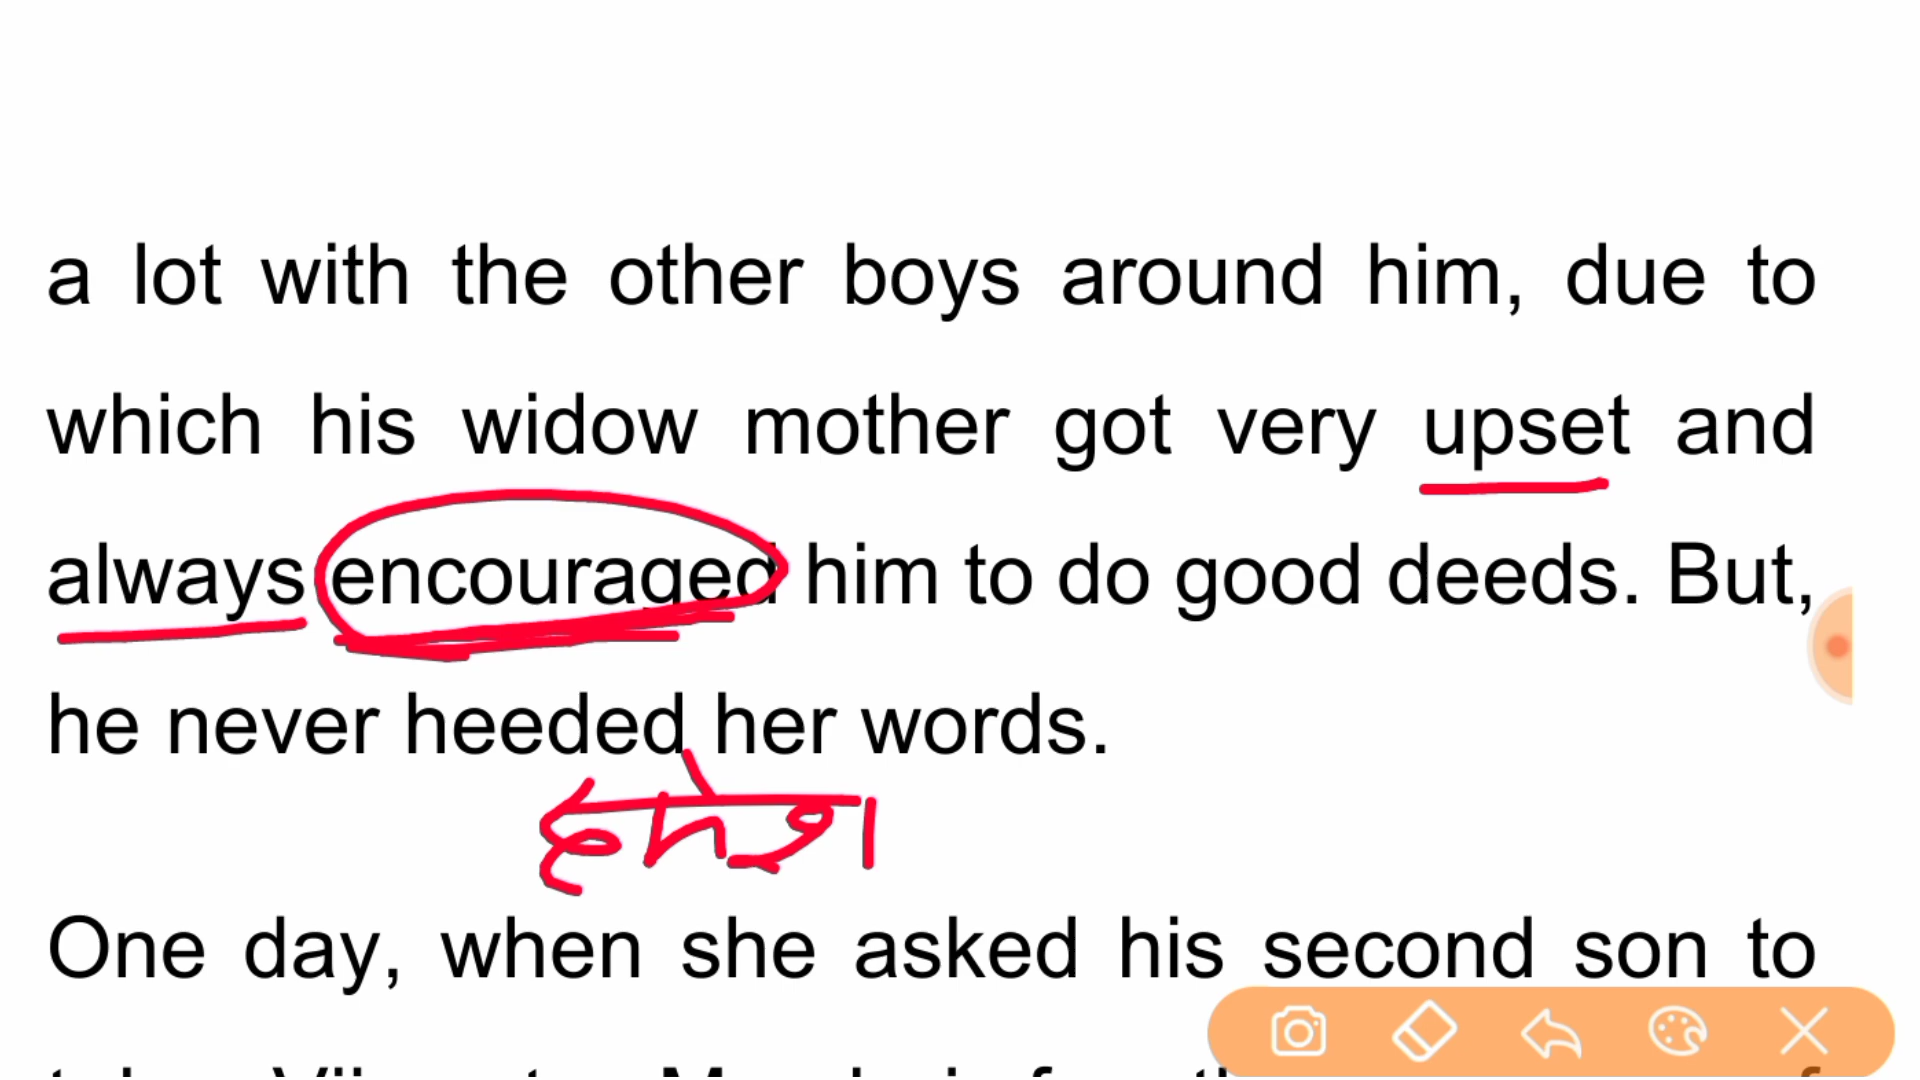 a lot with the other boys around him, due to
which his widow mother got very upset and
always encouraged him to do good deeds. But,
he never heeded her words.
हमेशा
One day, when she asked his second son to